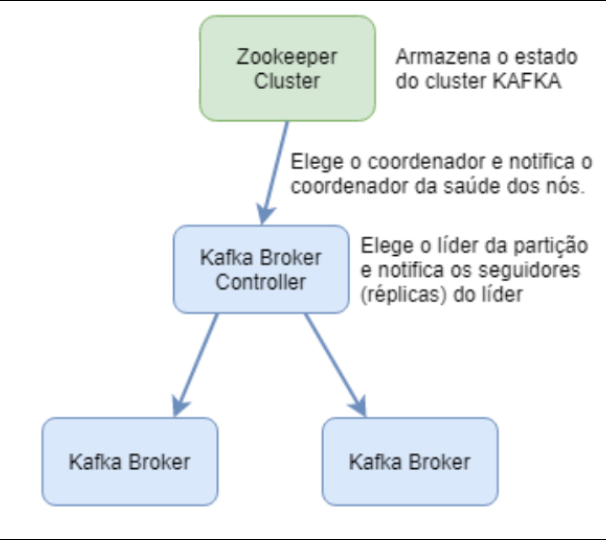 Zookeeper
Cluster
Armazena o estado
do cluster KAFKA
Elege o coordenador e notifica o
coordenador da saúde dos nós.
Kafka Broker
Controller
Elege o líder da partição
e notifica os seguidores
(réplicas) do líder
Kafka Broker
Kafka Broker